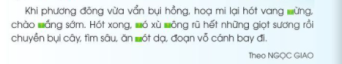 Khi phương đông vừa vẩn bụi hồng, hoạ mi lại hót vang ừng,
chào ắng sớm. Hót xong, ó xù ông rũ hết những giọt sương rồi
chuyền bụi cây, tìm sâu, ăn ót dạ, đoạn vỗ cánh bay đi.
Theo NGỌC GIAO